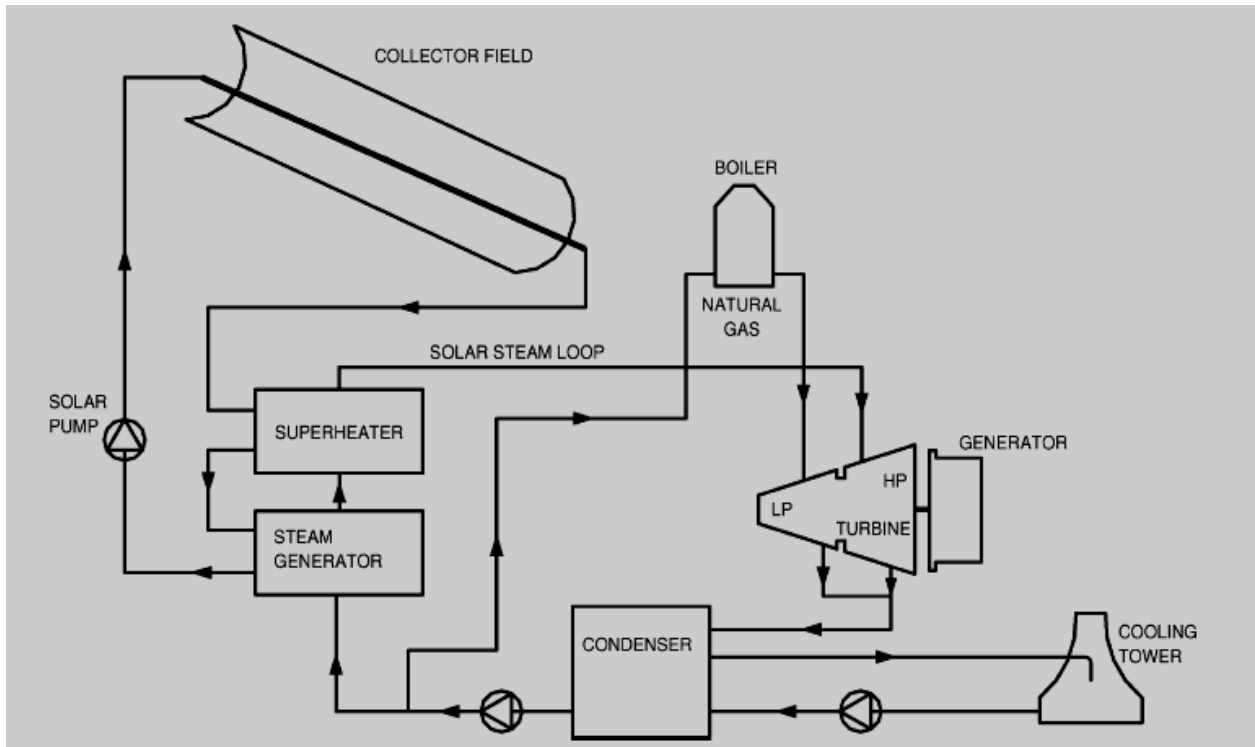 COLLECTOR FIELD
BOILER
NATURAL
GAS
SOLAR STEAM LOOP
SOLAR
PUMP
SUPERHEATER
GENERATOR
HP
LP
TURBINE
STEAM
GENERATOR
CONDENSER
COOLING
TOWER